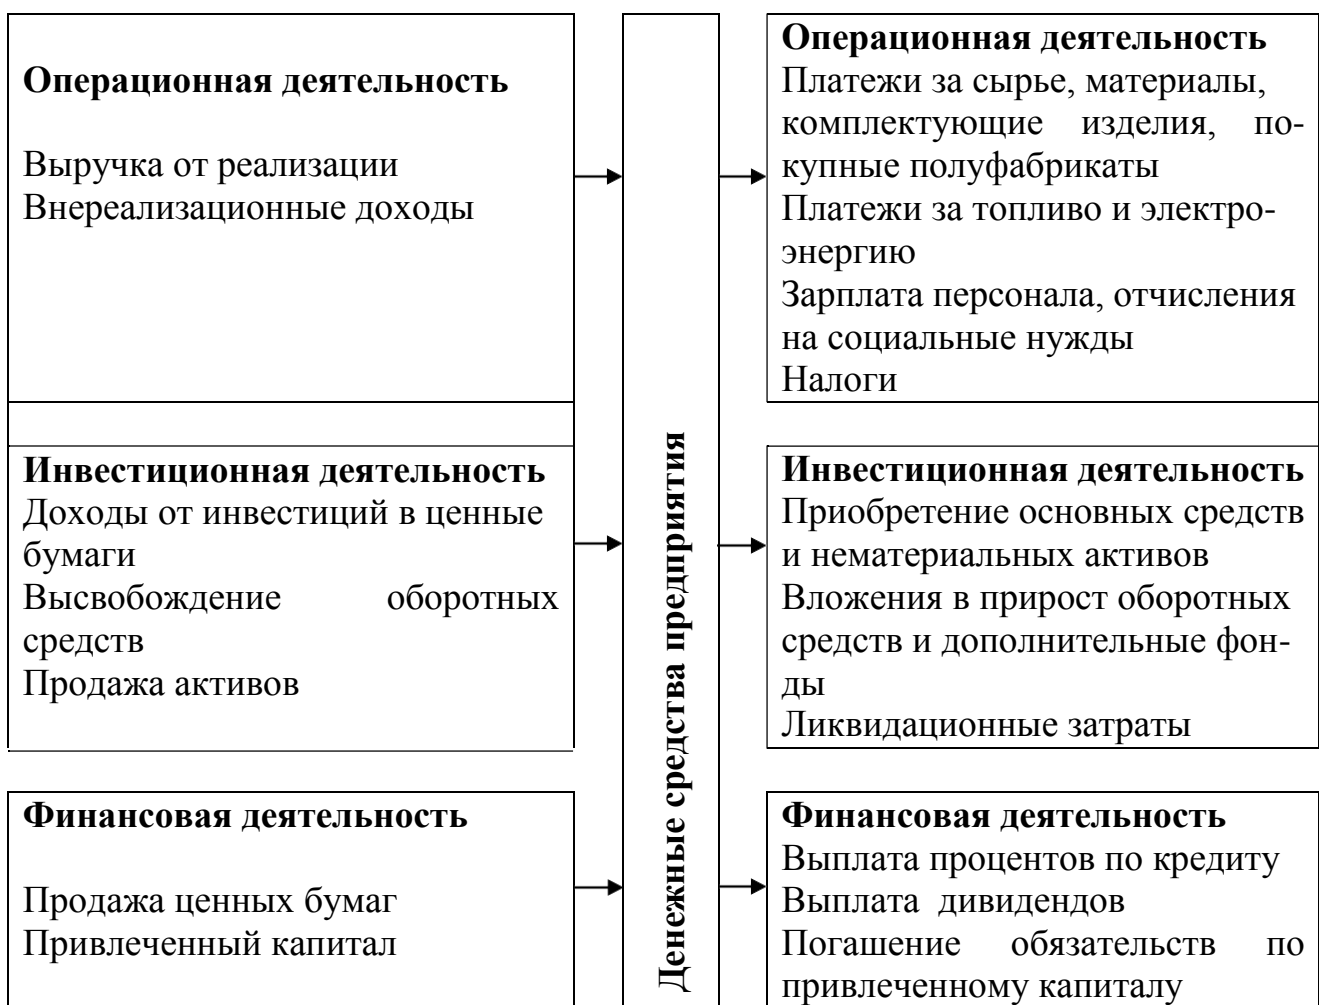 Операционная деятельность
Выручка от реализации
Внереализационные доходы
Инвестиционная деятельность
Доходы от инвестиций в ценные
бумаги
Высвобождение оборотных
средств
Продажа активов
Финансовая деятельность
Продажа ценных бумаг
Привлеченный капитал
Денежные средства предприятия
Операционная деятельность
Платежи за сырье, материалы,
комплектующие изделия, по-
купные полуфабрикаты
Платежи за топливо и электро-
энергию
Зарплата персонала, отчисления
на социальные нужды
Налоги
Инвестиционная деятельность
Приобретение основных средств
и нематериальных активов
Вложения в прирост оборотных
средств и дополнительные фон-
ды
Ликвидационные затраты
Финансовая деятельность
Выплата процентов по кредиту
Выплата дивидендов
Погашение обязательств по
привлеченному капиталу